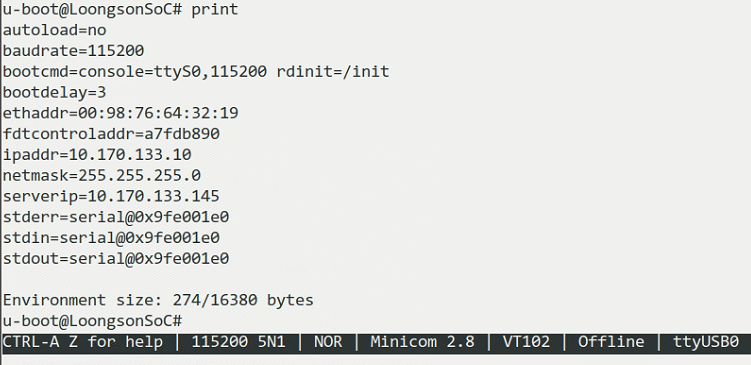 u-boot@LoongsonSoC# print
autoload=no
baudrate=115200
bootcmd=console=ttyS0,115200 rdinit=/init
bootdelay=3
ethaddr=00:98:76:64:32:19
fdtcontroladdr=a7fdb890
ipaddr=10.170.133.10
netmask=255.255.255.0
serverip=10.170.133.145
stderr=serial@0x9fe001e0
stdin=serial@0x9fe001e0
stdout=serial@0x9fe001e0
Environment size: 274/16380 bytes
u-boot@LoongsonSoC#
CTRL-A Z for help | 115200 5N1 | NOR | Minicom 2.8 | VT102 | Offline | ttyUSB0